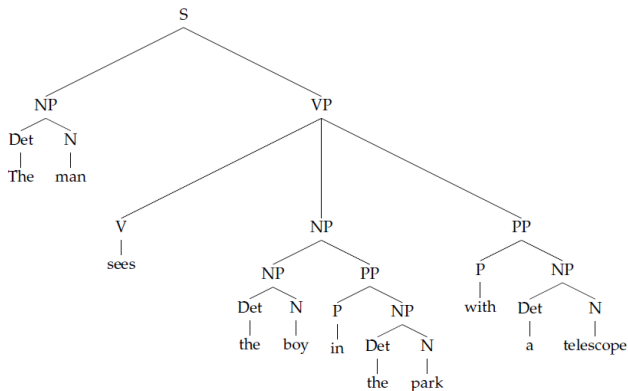 S
NP VP
Det N
The man
V NP PP
sees
NP PP P NP
with
Det N P NP Det N
the boy in a telescope
Det N
the park